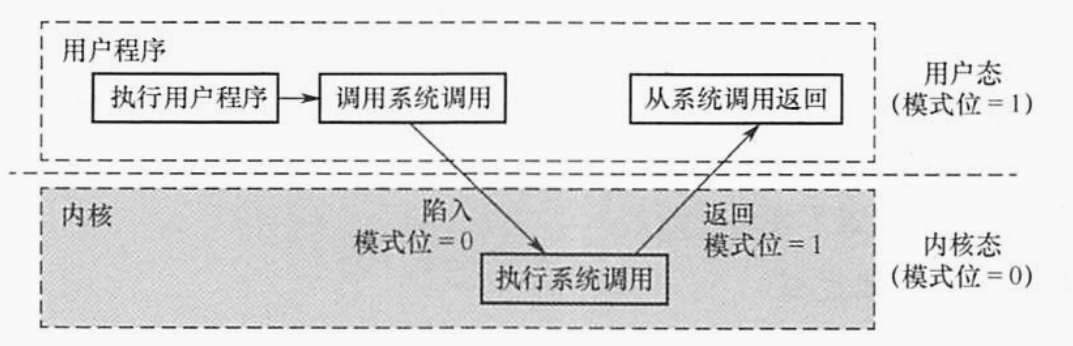 用户程序
执行用户程序
调用系统调用
从系统调用返回
用户态
(模式位=1)
内核
陷入
模式位=0
返回
模式位=1
执行系统调用
内核态
(模式位=0)